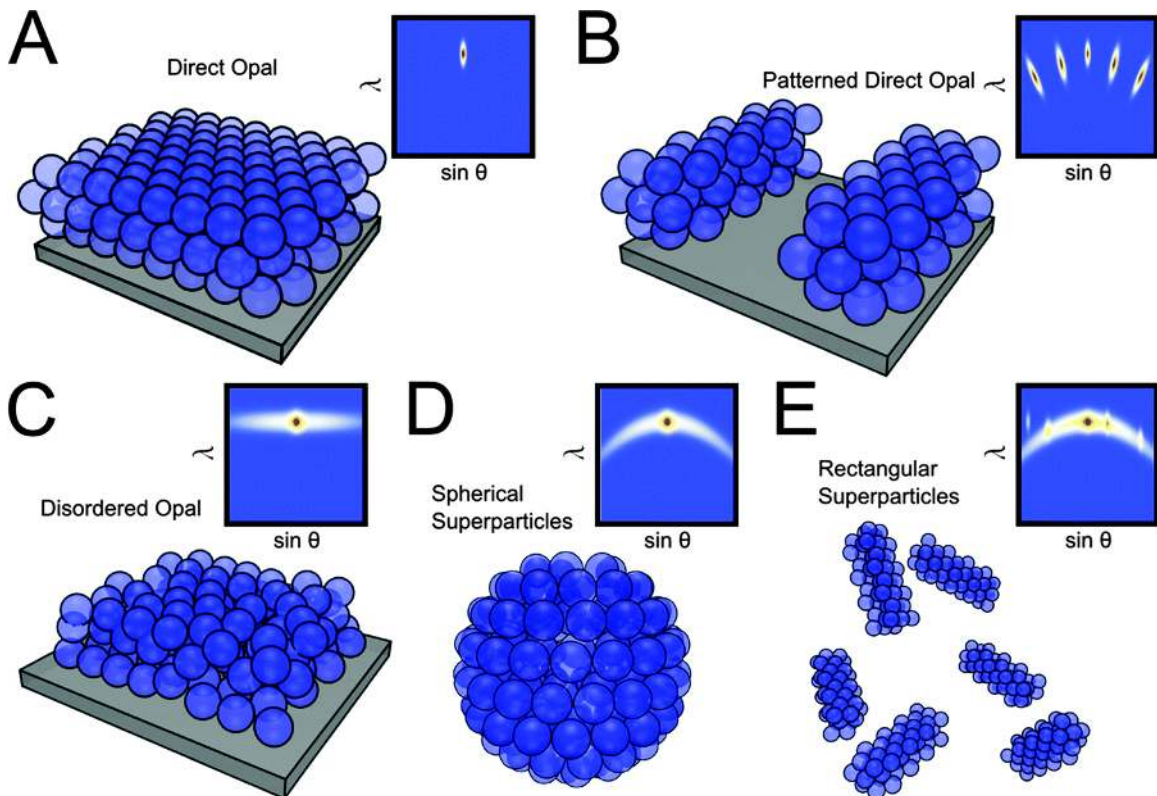 A
Direct Opal
λ
sin θ
B
Patterned Direct Opal
λ
sin θ
C
Disordered Opal
λ
sin θ
D
Spherical
Superparticles
λ
sin θ
E
Rectangular
Superparticles
λ
sin θ